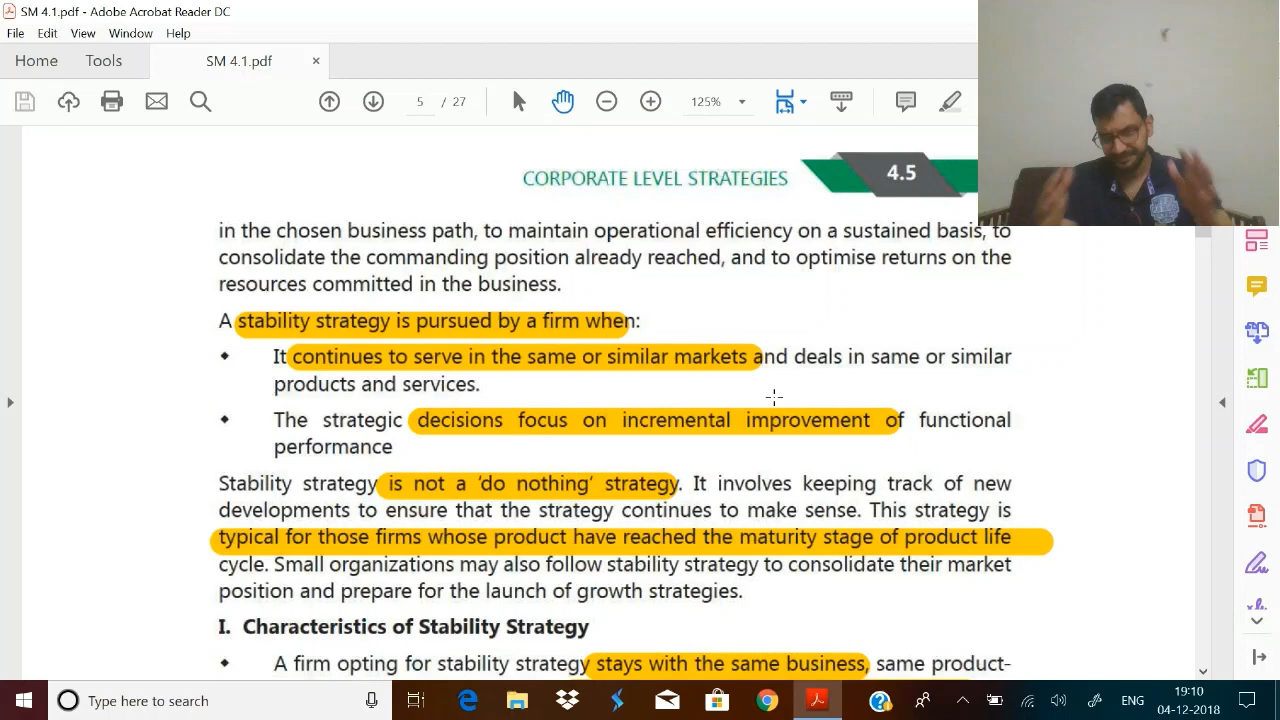 SM 4.1.pdf - Adobe Acrobat Reader DC
File Edit View Window Help
Home Tools SM 4.1.pdf ×
5 / 27 125%
CORPORATE LEVEL STRATEGIES 4.5
in the chosen business path, to maintain operational efficiency on a sustained basis, to
consolidate the commanding position already reached, and to optimise returns on the
resources committed in the business.
A stability strategy is pursued by a firm when:
It continues to serve in the same or similar markets and deals in same or similar
products and services.
The strategic decisions focus on incremental improvement of functional
performance
Stability strategy is not a ‘do nothing’ strategy. It involves keeping track of new
developments to ensure that the strategy continues to make sense. This strategy is
typical for those firms whose product have reached the maturity stage of product life
cycle. Small organizations may also follow stability strategy to consolidate their market
position and prepare for the launch of growth strategies.
I. Characteristics of Stability Strategy
A firm opting for stability strategy stays with the same business, same product-
Type here to search
ENG
19:10
04-12-2018